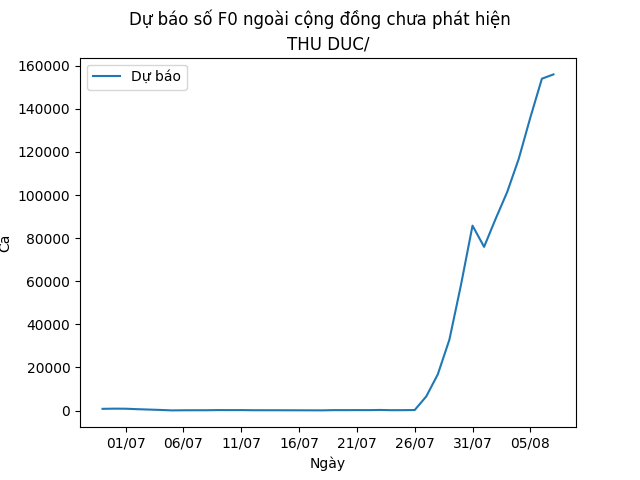 Dự báo số F0 ngoài cộng đồng chưa phát hiện
THU DUC/
Dự báo
160000
140000
120000
100000
80000
60000
40000
20000
0
Ca
01/07 06/07 11/07 16/07 21/07 26/07 31/07 05/08
Ngày